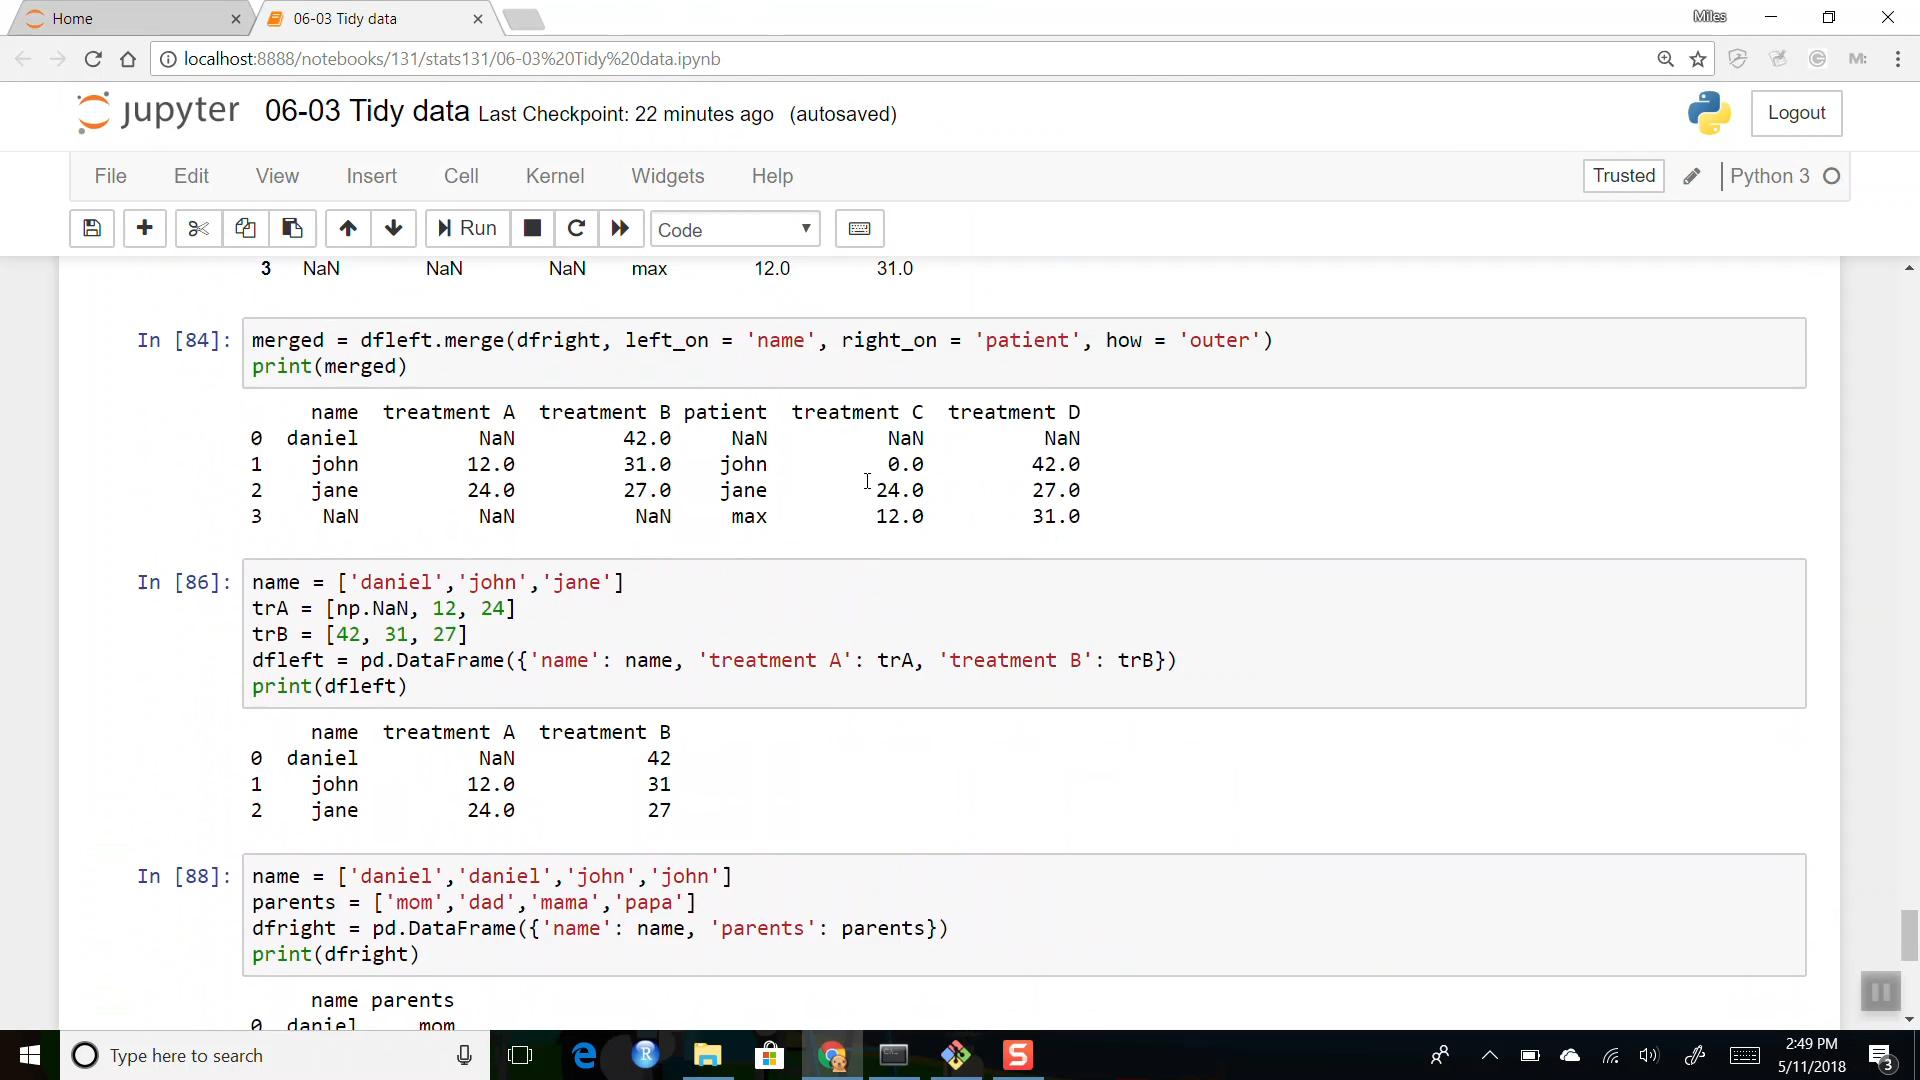 Home
06-03 Tidy data
Miles
localhost:8888/notebooks/131/stats131/06-03%20Tidy%20data.ipynb
jupyter 06-03 Tidy data Last Checkpoint: 22 minutes ago (autosaved)
Logout
File Edit View Insert Cell Kernel Widgets Help
Trusted Python 3
Run Code
3 NaN NaN NaN max 12.0 31.0
In [84]: merged = dfleft.merge(dfright, left_on = 'name', right_on = 'patient', how = 'outer')
print(merged)
name treatment A treatment B patient treatment C treatment D
0 daniel NaN 42.0 NaN NaN NaN
1 john 12.0 31.0 john 0.0 42.0
2 jane 24.0 27.0 jane 24.0 27.0
3 NaN NaN NaN max 12.0 31.0
In [86]: name = ['daniel','john','jane']
trA = [np.NaN, 12, 24]
trB = [42, 31, 27]
dfleft = pd.DataFrame({'name': name, 'treatment A': trA, 'treatment B': trB})
print(dfleft)
name treatment A treatment B
0 daniel NaN 42
1 john 12.0 31
2 jane 24.0 27
In [88]: name = ['daniel','daniel','john','john']
parents = ['mom','dad','mama','papa']
dfright = pd.DataFrame({'name': name, 'parents': parents})
print(dfright)
name parents
0 daniel mom
Type here to search
2:49 PM
5/11/2018
3